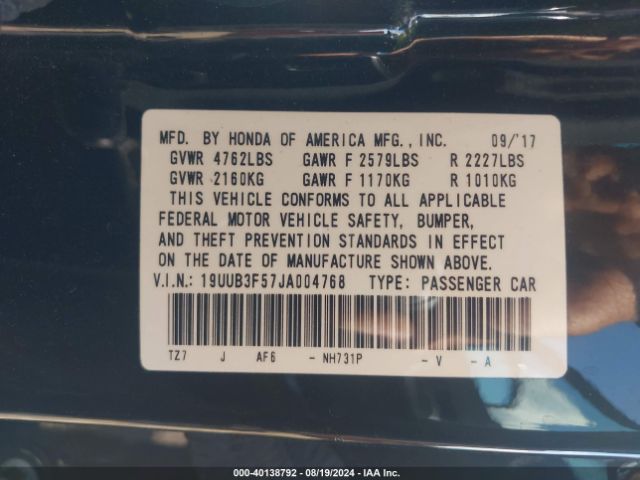 MFD. BY HONDA OF AMERICA MFG., INC. 09/'17
GVWR 4762LBS GAWR F 2579LBS R 2227LBS
GVWR 2160KG GAWR F 1170KG R 1010KG
THIS VEHICLE CONFORMS TO ALL APPLICABLE
FEDERAL MOTOR VEHICLE SAFETY, BUMPER,
AND THEFT PREVENTION STANDARDS IN EFFECT
ON THE DATE OF MANUFACTURE SHOWN ABOVE.
V.I.N.: 19UUB3F57JA004768 TYPE: PASSENGER CAR
TZ7 J AF6 - NH731P - V - A
000-40138792 - 08/19/2024 - IAA Inc.